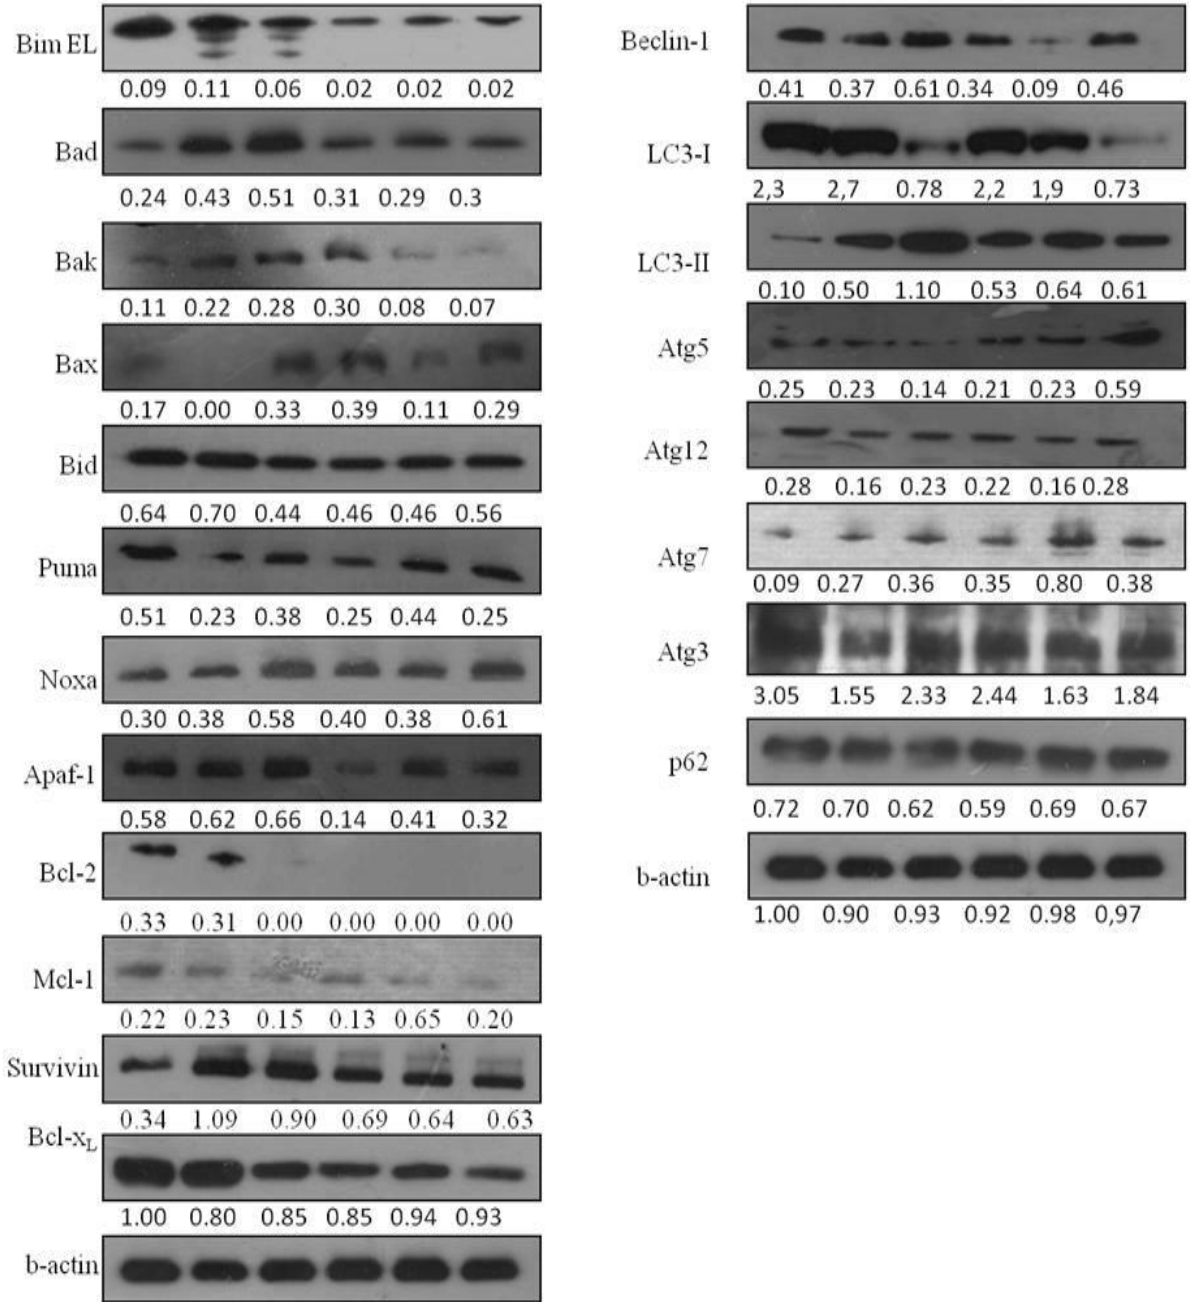 Bim EL
0.09 0.11 0.06 0.02 0.02 0.02
Bad
0.24 0.43 0.51 0.31 0.29 0.3
Bak
0.11 0.22 0.28 0.30 0.08 0.07
Bax
0.17 0.00 0.33 0.39 0.11 0.29
Bid
0.64 0.70 0.44 0.46 0.46 0.56
Puma
0.51 0.23 0.38 0.25 0.44 0.25
Noxa
0.30 0.38 0.58 0.40 0.38 0.61
Apaf-1
0.58 0.62 0.66 0.14 0.41 0.32
Bcl-2
0.33 0.31 0.00 0.00 0.00 0.00
Mcl-1
0.22 0.23 0.15 0.13 0.65 0.20
Survivin
0.34 1.09 0.90 0.69 0.64 0.63
Bcl-xL
1.00 0.80 0.85 0.85 0.94 0.93
b-actin
Beclin-1
0.41 0.37 0.61 0.34 0.09 0.46
LC3-I
2,3 2,7 0.78 2,2 1,9 0.73
LC3-II
0.10 0.50 1.10 0.53 0.64 0.61
Atg5
0.25 0.23 0.14 0.21 0.23 0.59
Atg12
0.28 0.16 0.23 0.22 0.16 0.28
Atg7
0.09 0.27 0.36 0.35 0.80 0.38
Atg3
3.05 1.55 2.33 2.44 1.63 1.84
p62
0.72 0.70 0.62 0.59 0.69 0.67
b-actin
1.00 0.90 0.93 0.92 0.98 0,97